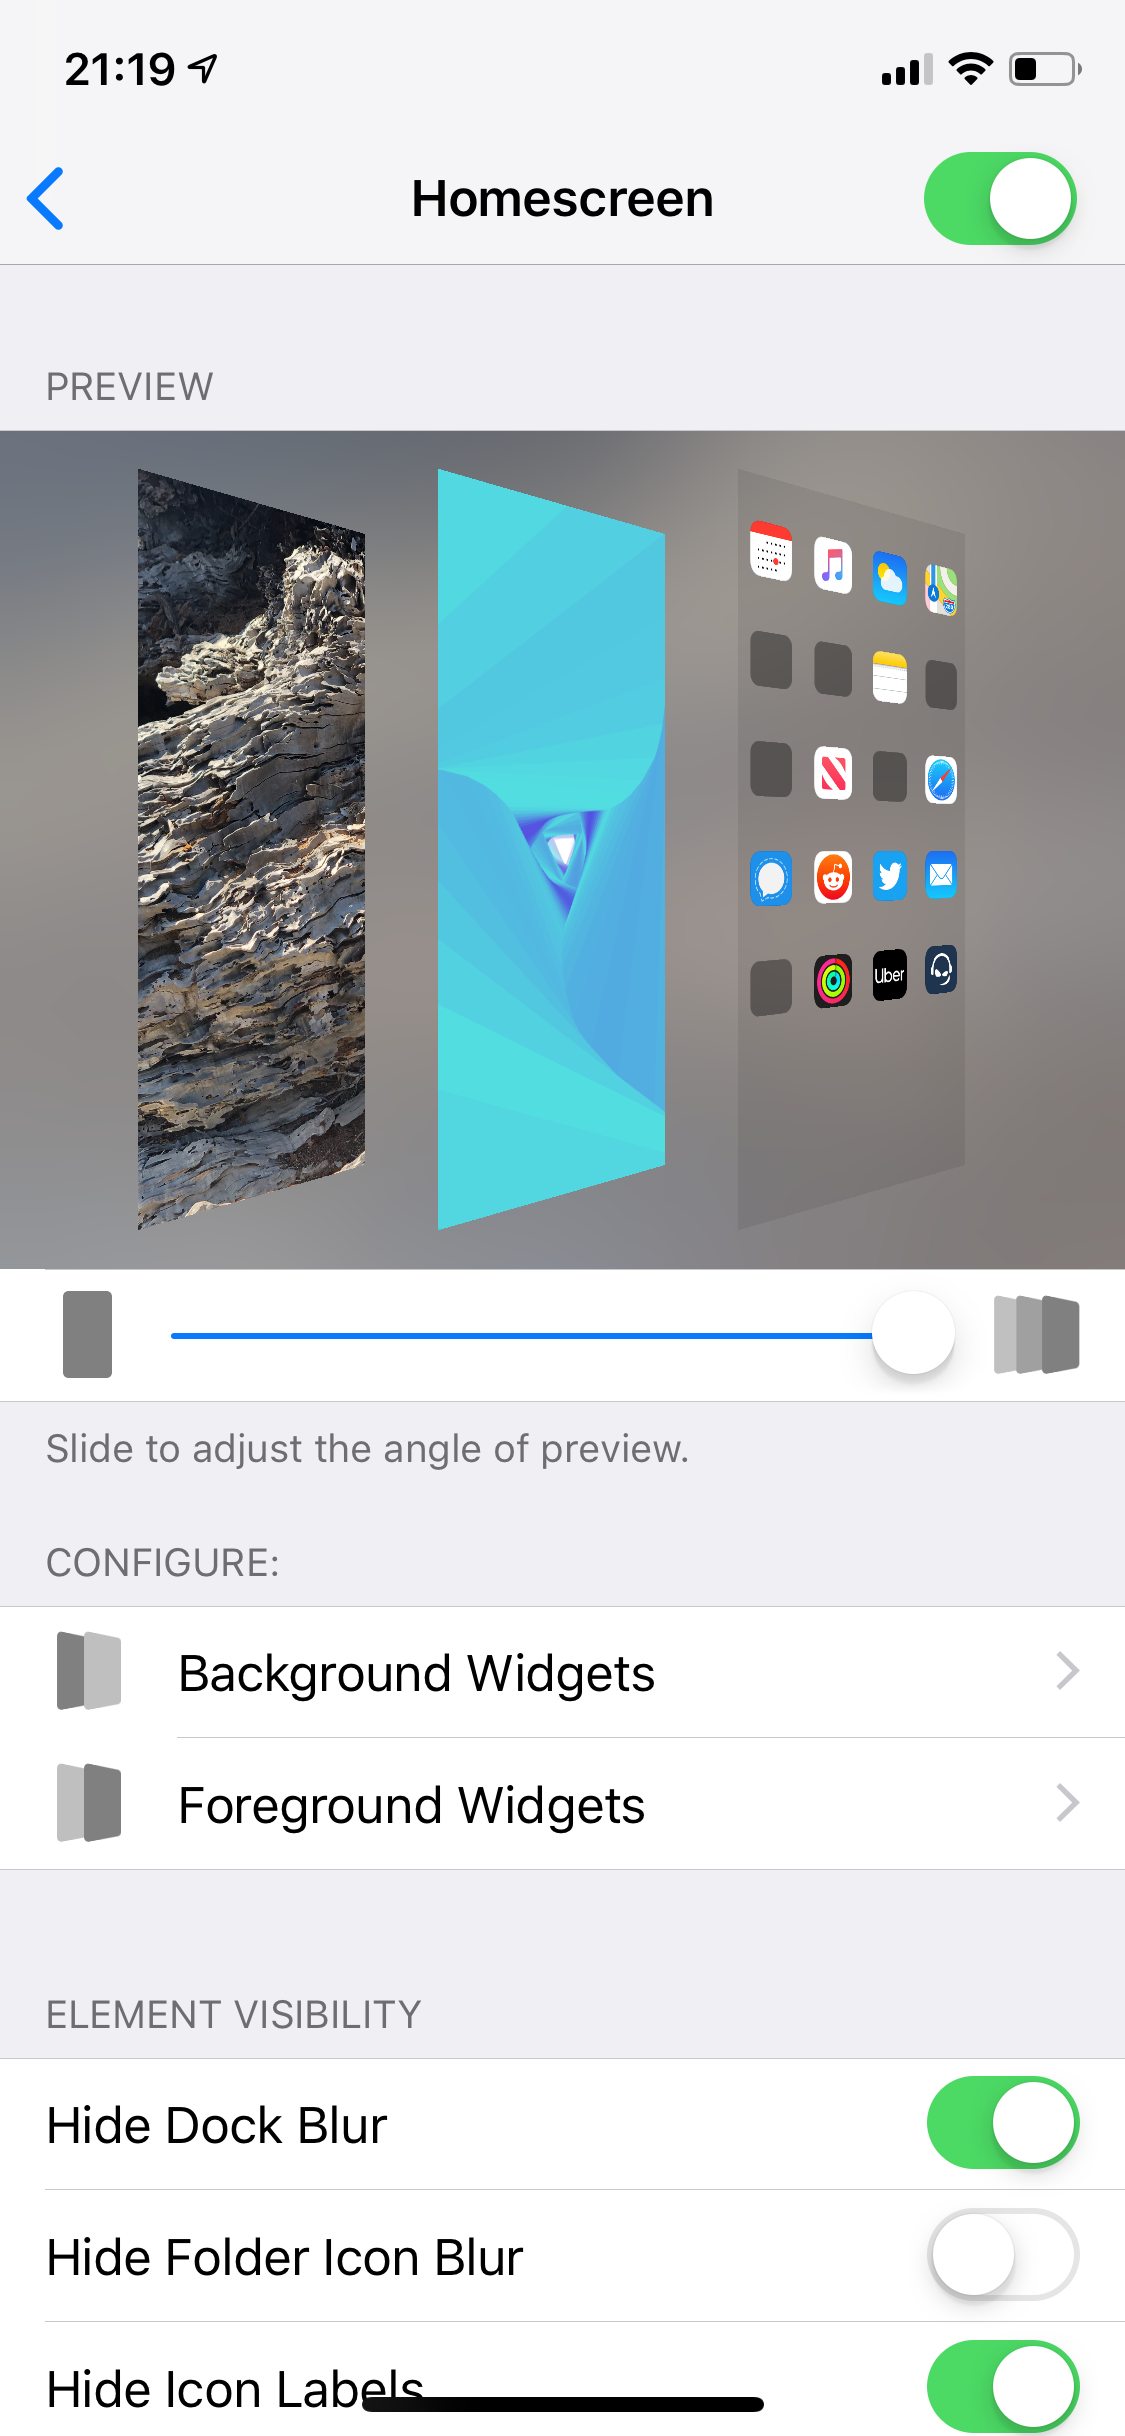 21:19
Homescreen
PREVIEW
Uber
Slide to adjust the angle of preview.
CONFIGURE:
Background Widgets
Foreground Widgets
ELEMENT VISIBILITY
Hide Dock Blur
Hide Folder Icon Blur
Hide Icon Labels